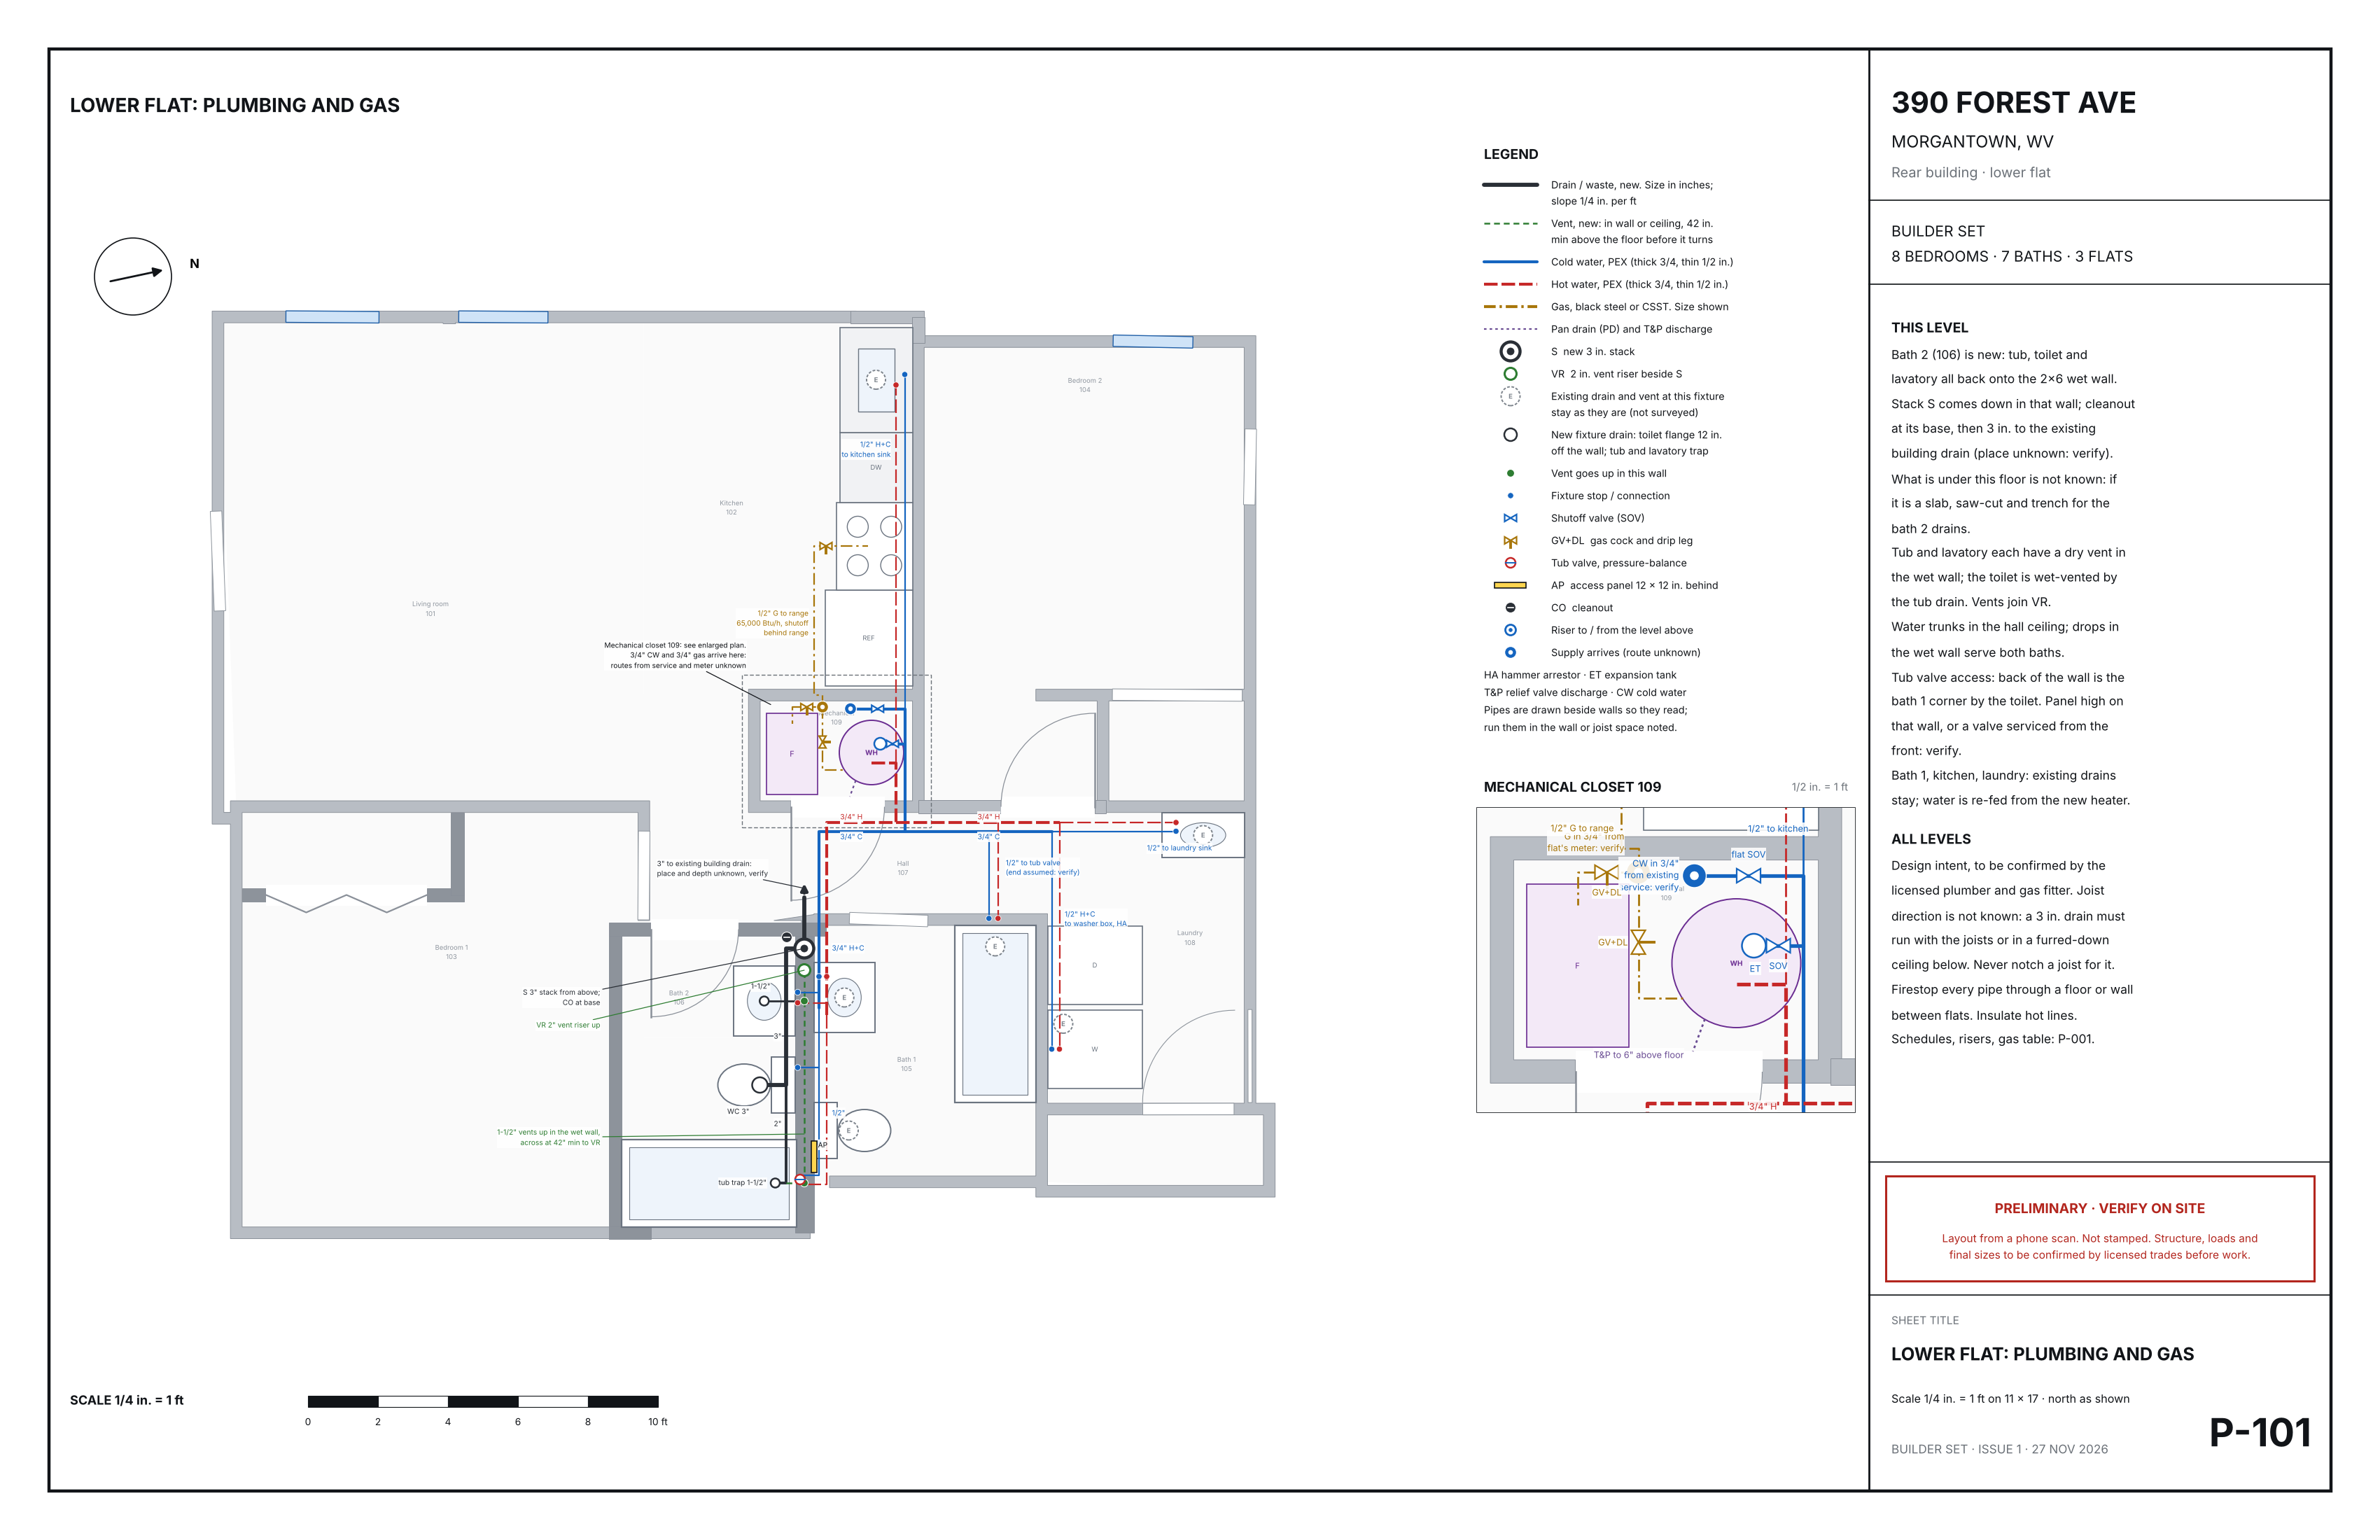 LOWER FLAT: PLUMBING AND GAS
N
Living room
101
Kitchen
102
Bedroom 2
104
E
1/2" H+C
to kitchen sink
DW
1/2" G to range
65,000 Btu/h, shutoff
behind range
REF
Mechanical closet 109: see enlarged plan.
3/4" CW and 3/4" gas arrive here:
routes from service and meter unknown
109
F
WH
3/4" H
3/4" C
3/4" H
3/4" C
E
1/2" to laundry sink
3" to existing building drain:
place and depth unknown, verify
Hall
107
1/2" to tub valve
(end assumed: verify)
1/2" H+C
to washer box, HA
Laundry
108
Bedroom 1
103
3/4" H+C
E
D
S 3" stack from above;
CO at base
Bath 2
106
1-1/2"
E
VR 2" vent riser up
3"
E
W
Bath 1
105
WC 3"
2"
1/2"
E
AP
1-1/2" vents up in the wet wall,
across at 42" min to VR
tub trap 1-1/2"
SCALE 1/4 in. = 1 ft
0 2 4 6 8 10 ft
LEGEND
Drain / waste, new. Size in inches;
slope 1/4 in. per ft
Vent, new: in wall or ceiling, 42 in.
min above the floor before it turns
Cold water, PEX (thick 3/4, thin 1/2 in.)
Hot water, PEX (thick 3/4, thin 1/2 in.)
Gas, black steel or CSST. Size shown
Pan drain (PD) and T&P discharge
S new 3 in. stack
VR 2 in. vent riser beside S
E
Existing drain and vent at this fixture
stay as they are (not surveyed)
New fixture drain: toilet flange 12 in.
off the wall; tub and lavatory trap
Vent goes up in this wall
Fixture stop / connection
Shutoff valve (SOV)
GV+DL gas cock and drip leg
Tub valve, pressure-balance
AP access panel 12 × 12 in. behind
CO cleanout
Riser to / from the level above
Supply arrives (route unknown)
HA hammer arrestor · ET expansion tank
T&P relief valve discharge · CW cold water
Pipes are drawn beside walls so they read;
run them in the wall or joist space noted.
MECHANICAL CLOSET 109
1/2 in. = 1 ft
1/2" G to range
G in 3/4" from
flat's meter: verify
1/2" to kitchen
flat SOV
CW in 3/4"
from existing
service: verify
GV+DL
109
GV+DL
F
WH
ET
SOV
T&P to 6" above floor
3/4" H
390 FOREST AVE
MORGANTOWN, WV
Rear building · lower flat
BUILDER SET
8 BEDROOMS · 7 BATHS · 3 FLATS
THIS LEVEL
Bath 2 (106) is new: tub, toilet and
lavatory all back onto the 2×6 wet wall.
Stack S comes down in that wall; cleanout
at its base, then 3 in. to the existing
building drain (place unknown: verify).
What is under this floor is not known: if
it is a slab, saw-cut and trench for the
bath 2 drains.
Tub and lavatory each have a dry vent in
the wet wall; the toilet is wet-vented by
the tub drain. Vents join VR.
Water trunks in the hall ceiling; drops in
the wet wall serve both baths.
Tub valve access: back of the wall is the
bath 1 corner by the toilet. Panel high on
that wall, or a valve serviced from the
front: verify.
Bath 1, kitchen, laundry: existing drains
stay; water is re-fed from the new heater.
ALL LEVELS
Design intent, to be confirmed by the
licensed plumber and gas fitter. Joist
direction is not known: a 3 in. drain must
run with the joists or in a furred-down
ceiling below. Never notch a joist for it.
Firestop every pipe through a floor or wall
between flats. Insulate hot lines.
Schedules, risers, gas table: P-001.
PRELIMINARY · VERIFY ON SITE
Layout from a phone scan. Not stamped. Structure, loads and
final sizes to be confirmed by licensed trades before work.
SHEET TITLE
LOWER FLAT: PLUMBING AND GAS
Scale 1/4 in. = 1 ft on 11 × 17 · north as shown
P-101
BUILDER SET · ISSUE 1 · 27 NOV 2026